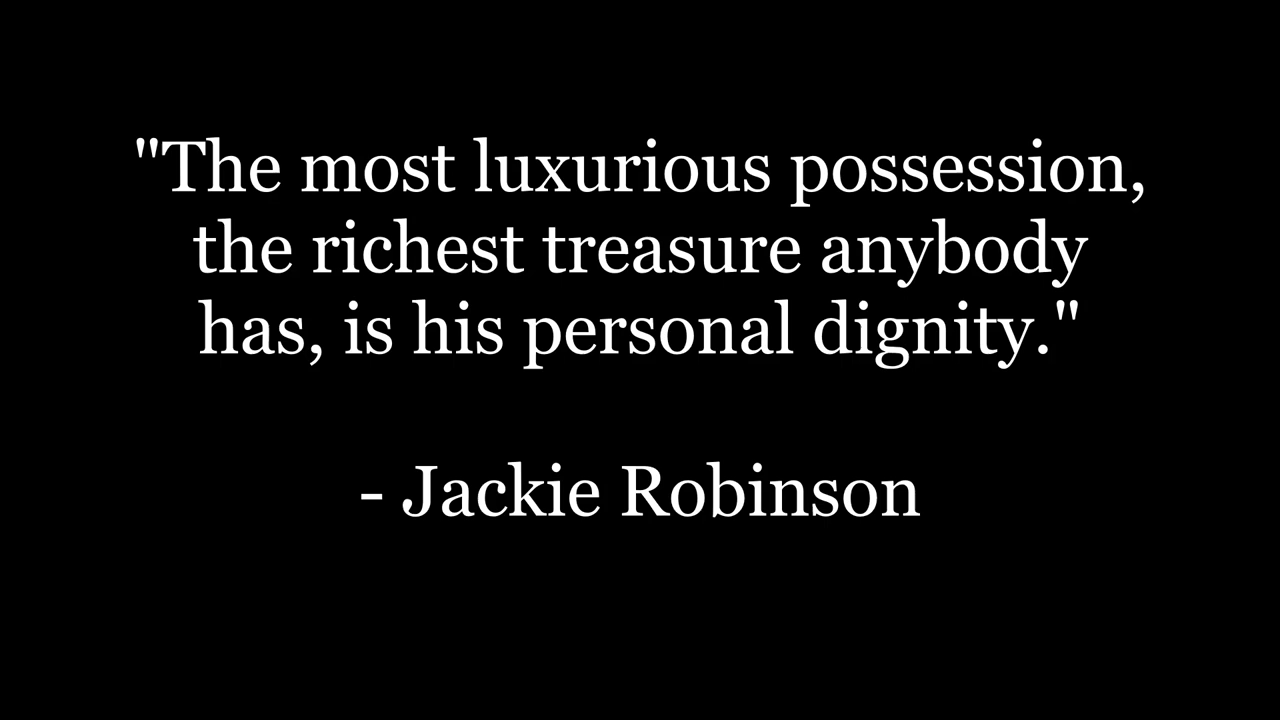 "The most luxurious possession,
the richest treasure anybody
has, is his personal dignity."
- Jackie Robinson